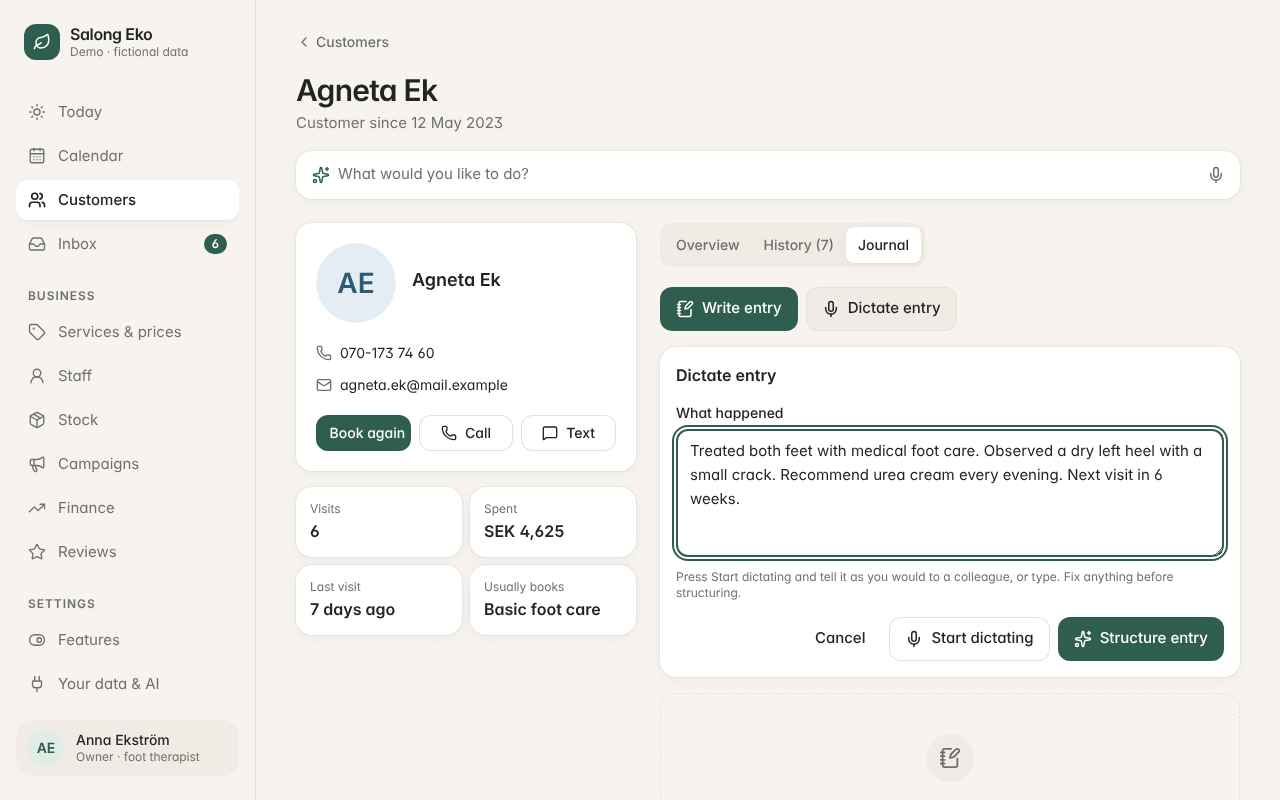 Salong Eko
Demo · fictional data
Today
Calendar
Customers
Inbox
6
BUSINESS
Services & prices
Staff
Stock
Campaigns
Finance
Reviews
SETTINGS
Features
Your data & AI
AE
Anna Ekström
Owner · foot therapist
Customers
Agneta Ek
Customer since 12 May 2023
What would you like to do?
AE
Agneta Ek
070-173 74 60
agneta.ek@mail.example
Book again
Call
Text
Visits
6
Spent
SEK 4,625
Last visit
7 days ago
Usually books
Basic foot care
Overview
History (7)
Journal
Write entry
Dictate entry
Dictate entry
What happened
Treated both feet with medical foot care. Observed a dry left heel with a
small crack. Recommend urea cream every evening. Next visit in 6
weeks.
Press Start dictating and tell it as you would to a colleague, or type. Fix anything before
structuring.
Cancel
Start dictating
Structure entry